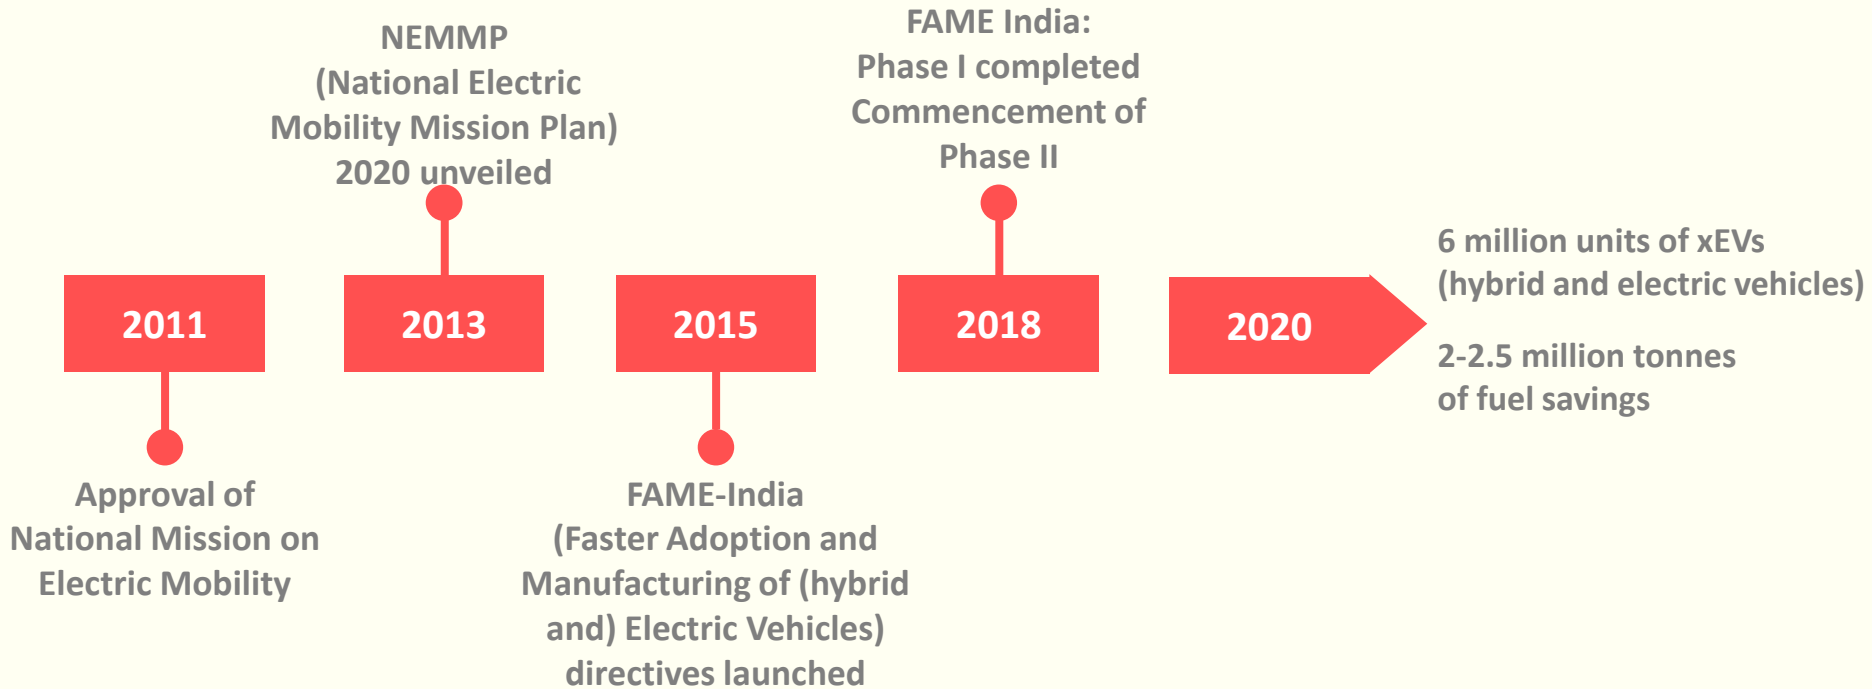 NEMMP
(National Electric
Mobility Mission Plan)
2020 unveiled
FAME India:
Phase I completed
Commencement of
Phase II
2011
2013
2015
2018
2020
6 million units of xEVs
(hybrid and electric vehicles)
2-2.5 million tonnes
of fuel savings
Approval of
National Mission on
Electric Mobility
FAME-India
(Faster Adoption and
Manufacturing of (hybrid
and) Electric Vehicles)
directives launched